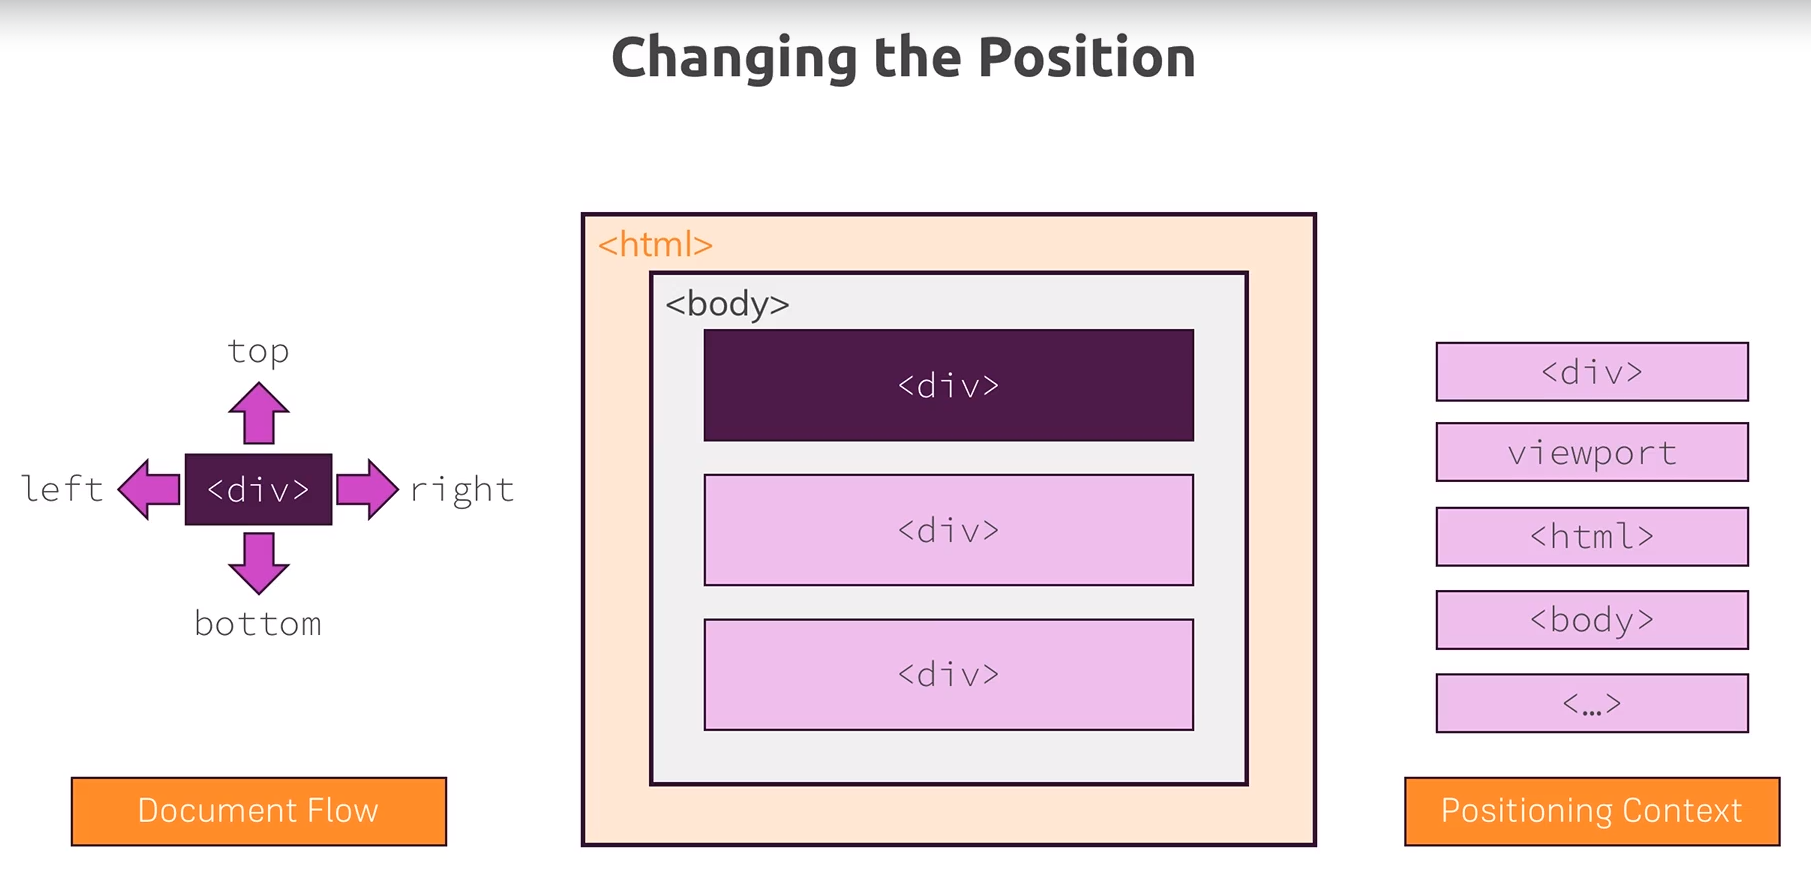 Changing the Position
top
left
<div>
right
bottom
Document Flow
<html>
<body>
<div>
<div>
<div>
<div>
viewport
<html>
<body>
<...>
Positioning Context